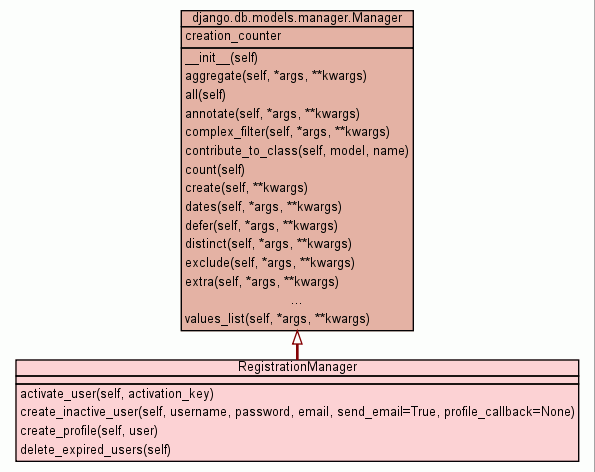 django.db.models.manager.Manager
creation_counter
__init__(self)
aggregate(self, *args, **kwargs)
all(self)
annotate(self, *args, **kwargs)
complex_filter(self, *args, **kwargs)
contribute_to_class(self, model, name)
count(self)
create(self, **kwargs)
dates(self, *args, **kwargs)
defer(self, *args, **kwargs)
distinct(self, *args, **kwargs)
exclude(self, *args, **kwargs)
extra(self, *args, **kwargs)
...
values_list(self, *args, **kwargs)
RegistrationManager
activate_user(self, activation_key)
create_inactive_user(self, username, password, email, send_email=True, profile_callback=None)
create_profile(self, user)
delete_expired_users(self)